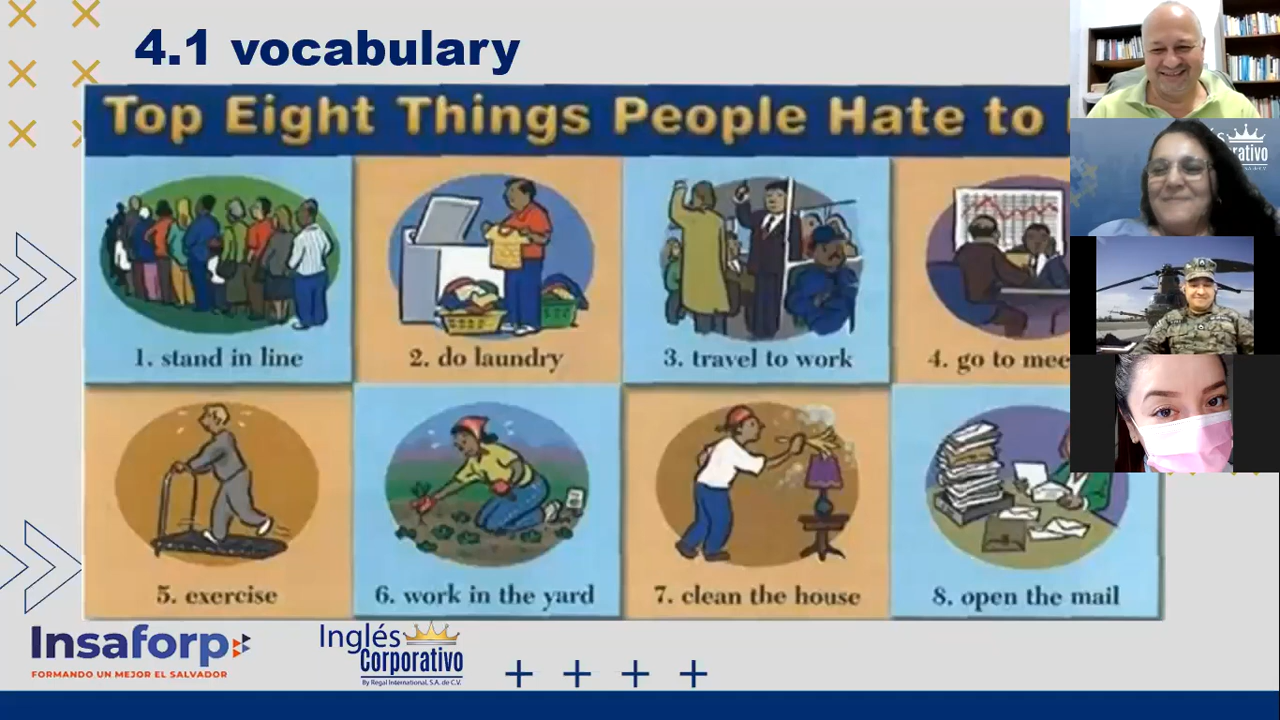 4.1 vocabulary
Top Eight Things People Hate to
1. stand in line
2. do laundry
3. travel to work
4. go to
5. exercise
6. work in the yard
7. clean the house
8. open the mail
Insaforp
FORMANDO UN MEJOR EL SALVADOR
Inglés
Corporativo
By Regal International, S.A. de C.V.